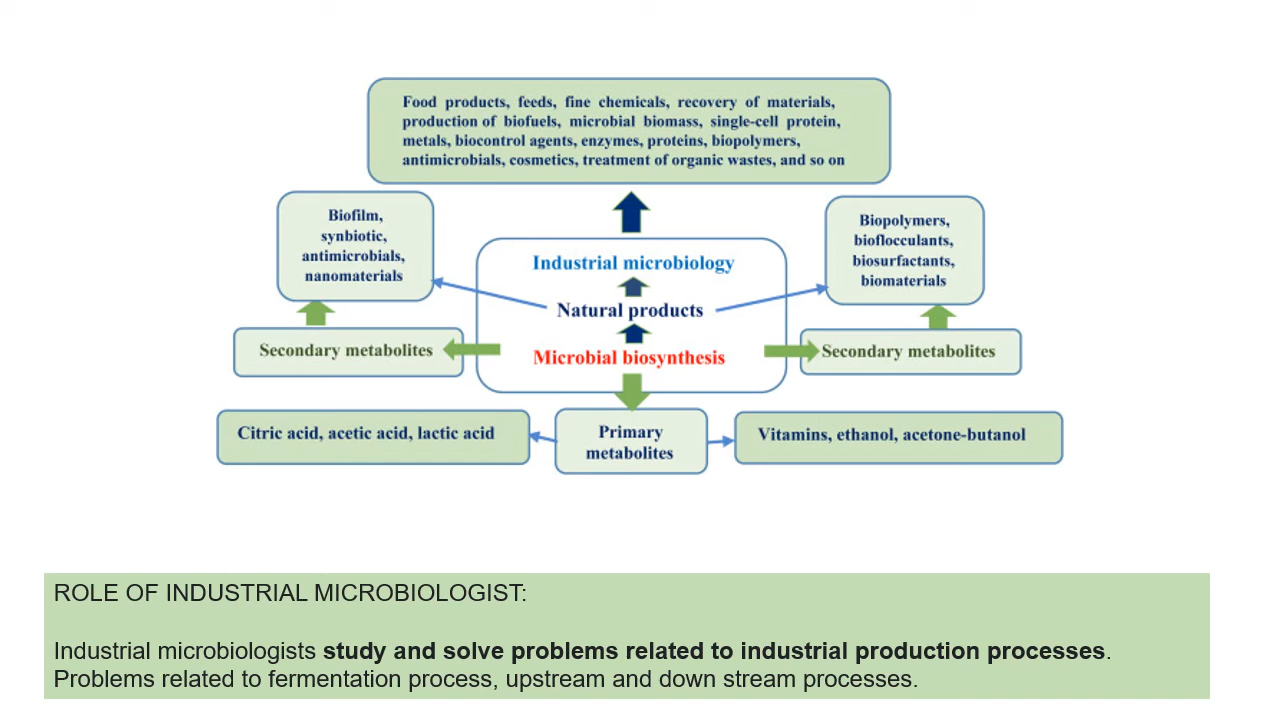 Food products, feeds, fine chemicals, recovery of materials,
production of biofuels, microbial biomass, single-cell protein,
metals, biocontrol agents, enzymes, proteins, biopolymers,
antimicrobials, cosmetics, treatment of organic wastes, and so on
Biofilm,
synbiotic,
antimicrobials,
nanomaterials
Industrial microbiology
Natural products
Microbial biosynthesis
Biopolymers,
bioflocculants,
biosurfactants,
biomaterials
Secondary metabolites
Secondary metabolites
Citric acid, acetic acid, lactic acid
Primary
metabolites
Vitamins, ethanol, acetone-butanol
ROLE OF INDUSTRIAL MICROBIOLOGIST:
Industrial microbiologists study and solve problems related to industrial production processes.
Problems related to fermentation process, upstream and down stream processes.